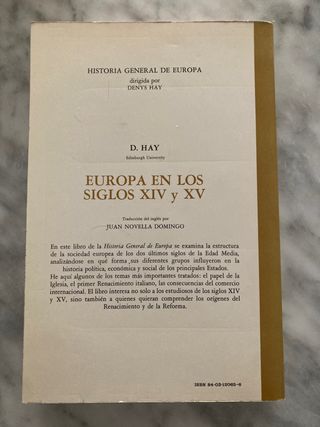 HISTORIA GENERAL DE EUROPA
dirigida por
DENYS HAY
D. HAY
Edinburgh University
EUROPA EN LOS
SIGLOS XIV y XV
Traducción del inglés por
JUAN NOVELLA DOMINGO
En este libro de la Historia General de Europa se examina la estructura
de la sociedad europea de los dos últimos siglos de la Edad Media,
analizándose en qué forma sus diferentes grupos influyeron en la
historia política, económica y social de los principales Estados.
He aquí algunos de los temas más importantes tratados: el papel de la
Iglesia, el primer Renacimiento italiano, las consecuencias del comercio
internacional. El libro interesa no solo a los estudiosos de los siglos XIV
y XV, sino también a quienes quieran comprender los orígenes del
Renacimiento y de la Reforma.
ISBN 84-03-12065-6